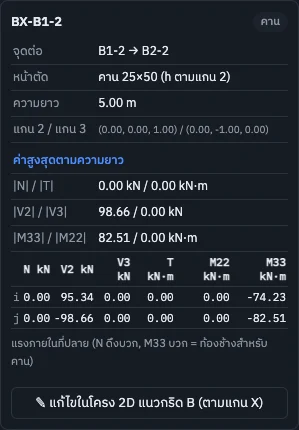 BX-B1-2 คาน
จุดต่อ B1-2 → B2-2
หน้าตัด คาน 25×50 (h ตามแกน 2)
ความยาว 5.00 m
แกน 2 / แกน 3 (0.00, 0.00, 1.00) / (0.00, -1.00, 0.00)
ค่าสูงสุดตามความยาว
|N| / |T| 0.00 kN / 0.00 kN·m
|V2| / |V3| 98.66 / 0.00 kN
|M33| / |M22| 82.51 / 0.00 kN·m
N kN V2 kN V3 kN T kN·m M22 kN·m M33 kN·m
i 0.00 95.34 0.00 0.00 0.00 -74.23
j 0.00 -98.66 0.00 0.00 0.00 -82.51
แรงภายในที่ปลาย (N ดึงบวก, M33 บวก = ท้องช้างสำหรับ
คาน)
✎ แก้ไขในโครง 2D แนวกริด B (ตามแกน X)